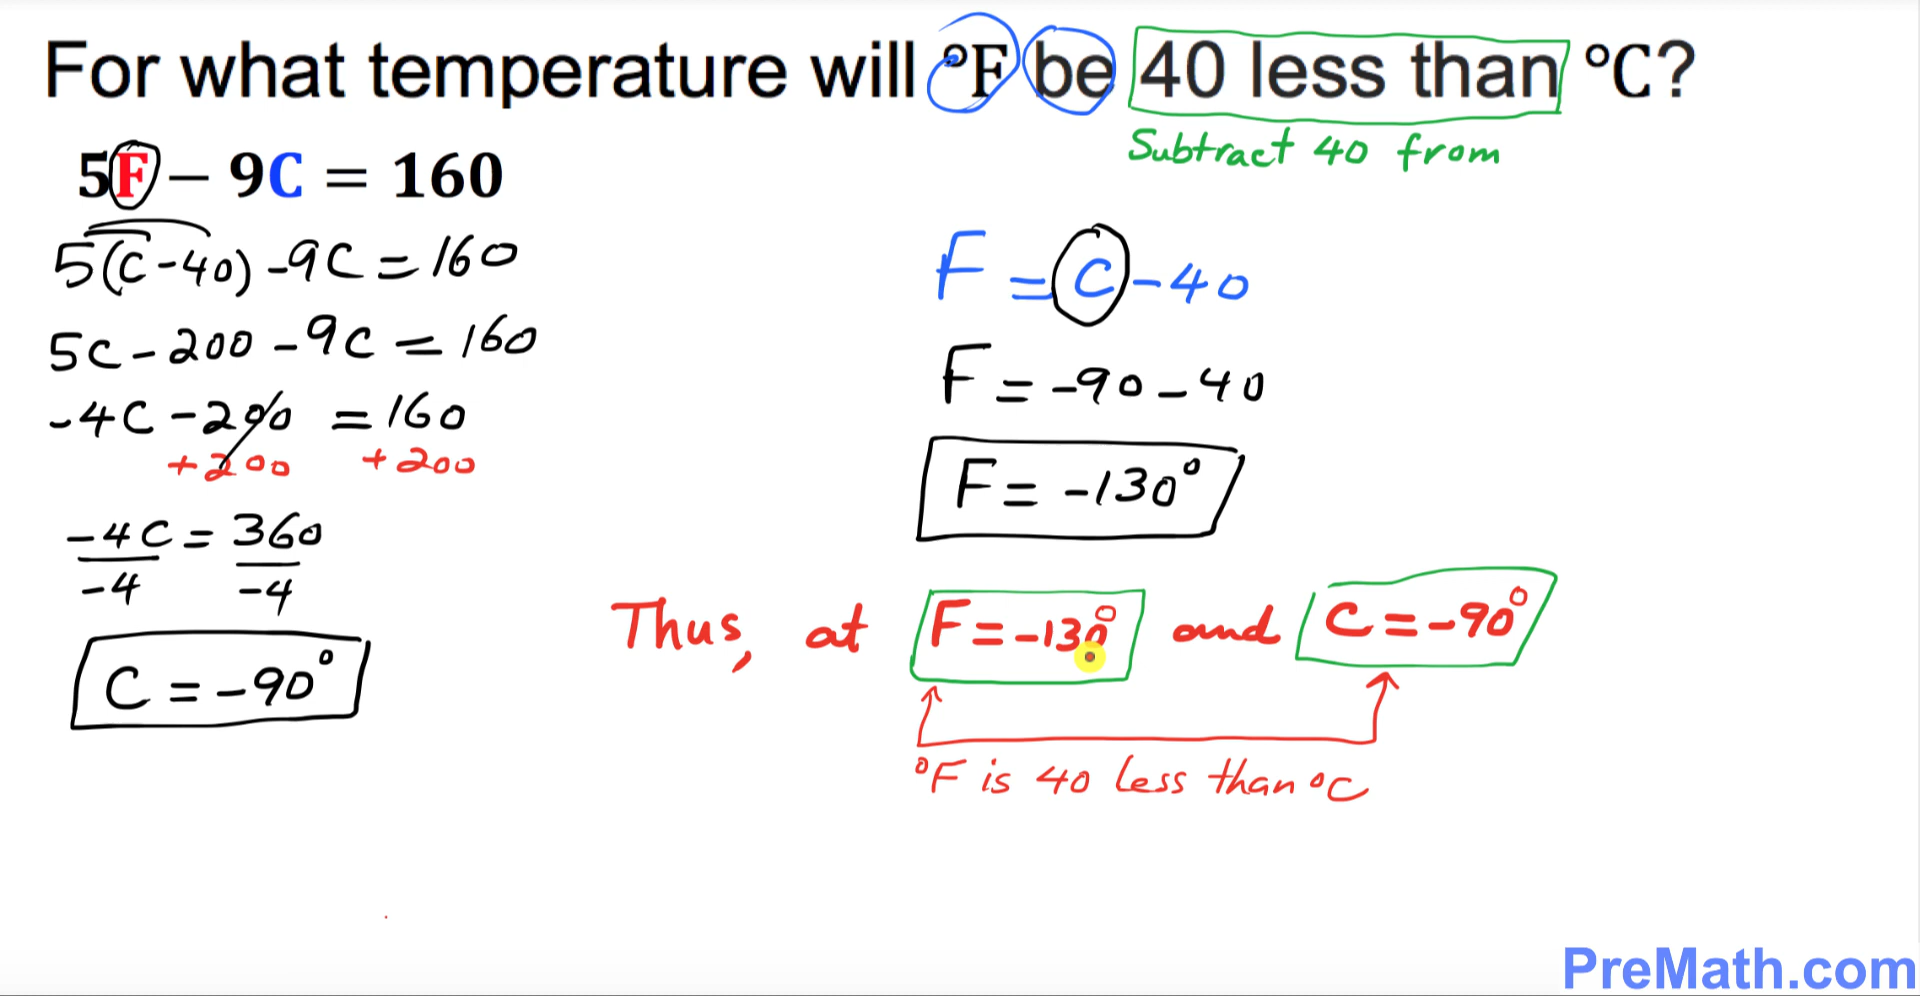 For what temperature will °F be 40 less than °C?
Subtract 40 from
5F − 9C = 160
5(C-40) -9C = 160
5C - 200 - 9C = 160
-4C - 200 = 160
+200 +200
-4C = 360
-4 -4
C = -90°
F = C - 40
F = -90 - 40
F = -130°
Thus, at F = -130° and C = -90°
°F is 40 less than °C
PreMath.com